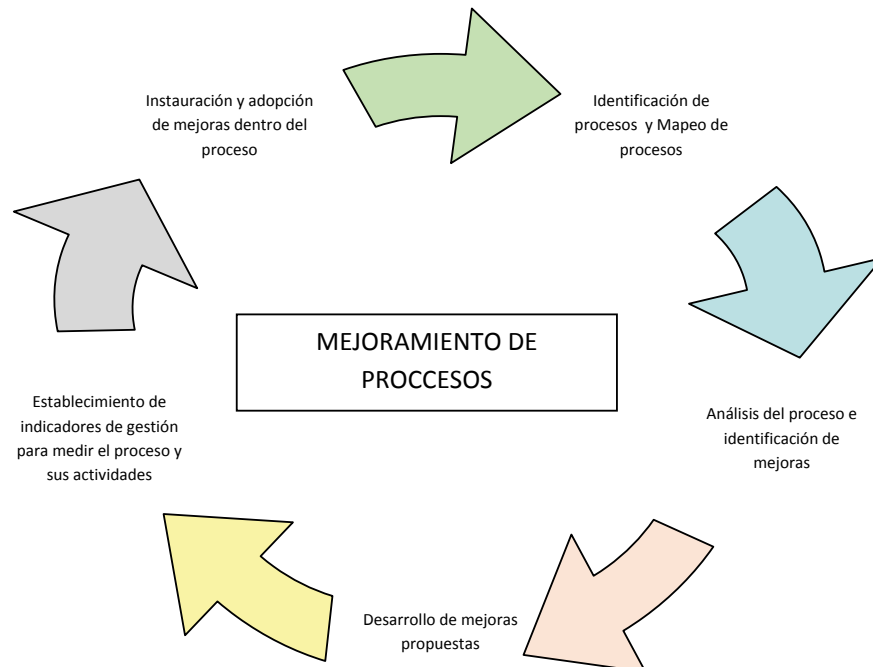 Instauración y adopción
de mejoras dentro del
proceso
Identificación de
procesos y Mapeo de
procesos
MEJORAMIENTO DE
PROCCESOS
Establecimiento de
indicadores de gestión
para medir el proceso y
sus actividades
Análisis del proceso e
identificación de
mejoras
Desarrollo de mejoras
propuestas